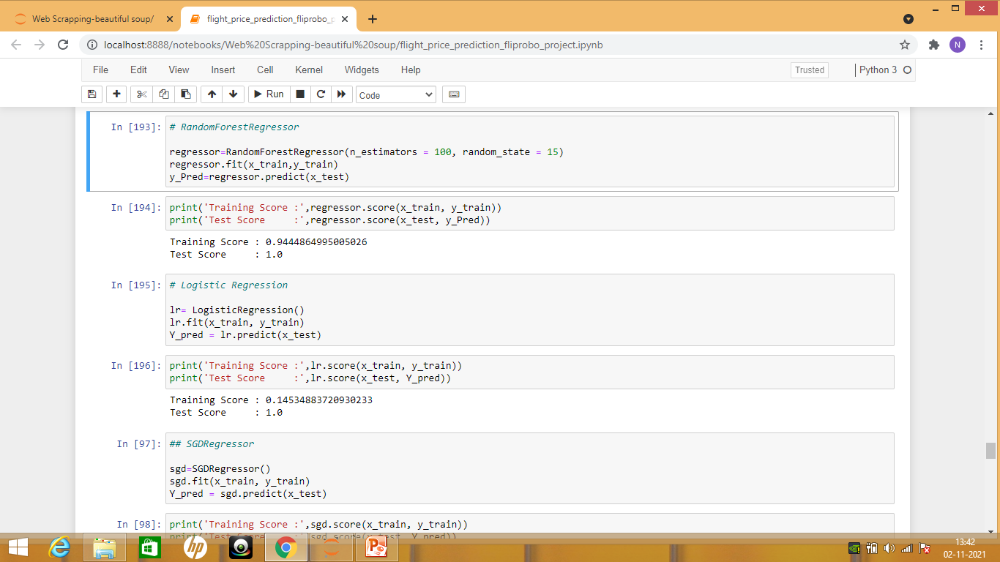 Web Scrapping-beautiful soup/
flight_price_prediction_fliprobo_p
localhost:8888/notebooks/Web%20Scrapping-beautiful%20soup/flight_price_prediction_fliprobo_project.ipynb
N
File Edit View Insert Cell Kernel Widgets Help
Trusted
Python 3
Run
Code
In [193]:
# RandomForestRegressor
regressor=RandomForestRegressor(n_estimators = 100, random_state = 15)
regressor.fit(x_train,y_train)
y_Pred=regressor.predict(x_test)
In [194]:
print('Training Score :',regressor.score(x_train, y_train))
print('Test Score     :',regressor.score(x_test, y_Pred))
Training Score : 0.9444864995005026
Test Score     : 1.0
In [195]:
# Logistic Regression
lr= LogisticRegression()
lr.fit(x_train, y_train)
Y_pred = lr.predict(x_test)
In [196]:
print('Training Score :',lr.score(x_train, y_train))
print('Test Score     :',lr.score(x_test, Y_pred))
Training Score : 0.14534883720930233
Test Score     : 1.0
In [97]:
## SGDRegressor
sgd=SGDRegressor()
sgd.fit(x_train, y_train)
Y_pred = sgd.predict(x_test)
In [98]:
print('Training Score :',sgd.score(x_train, y_train))
print('Test Score     :',sgd.score(x_test, Y_pred))
hp
13:42
02-11-2021